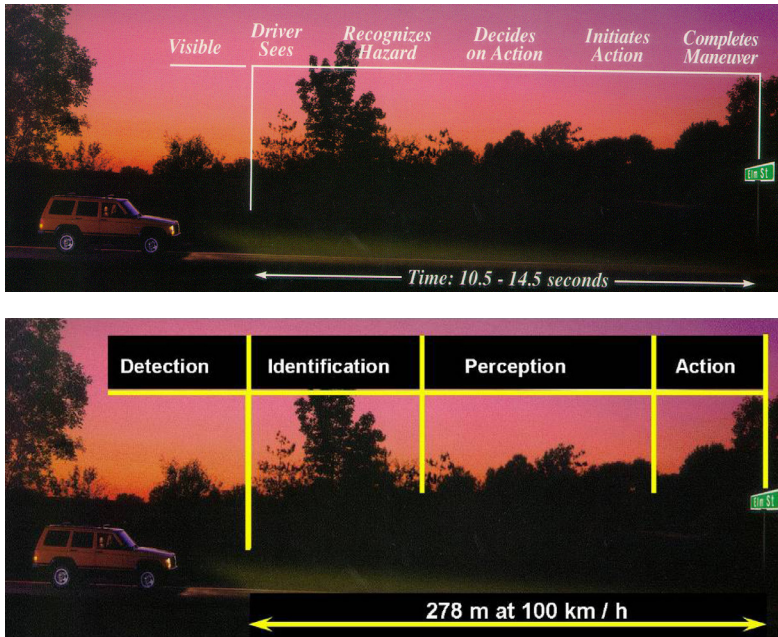 Visible
Driver
Sees
Recognizes
Hazard
Decides
on Action
Initiates
Action
Completes
Maneuver
Elm St
Time: 10.5 - 14.5 seconds
Detection
Identification
Perception
Action
Elm St
278 m at 100 km / h